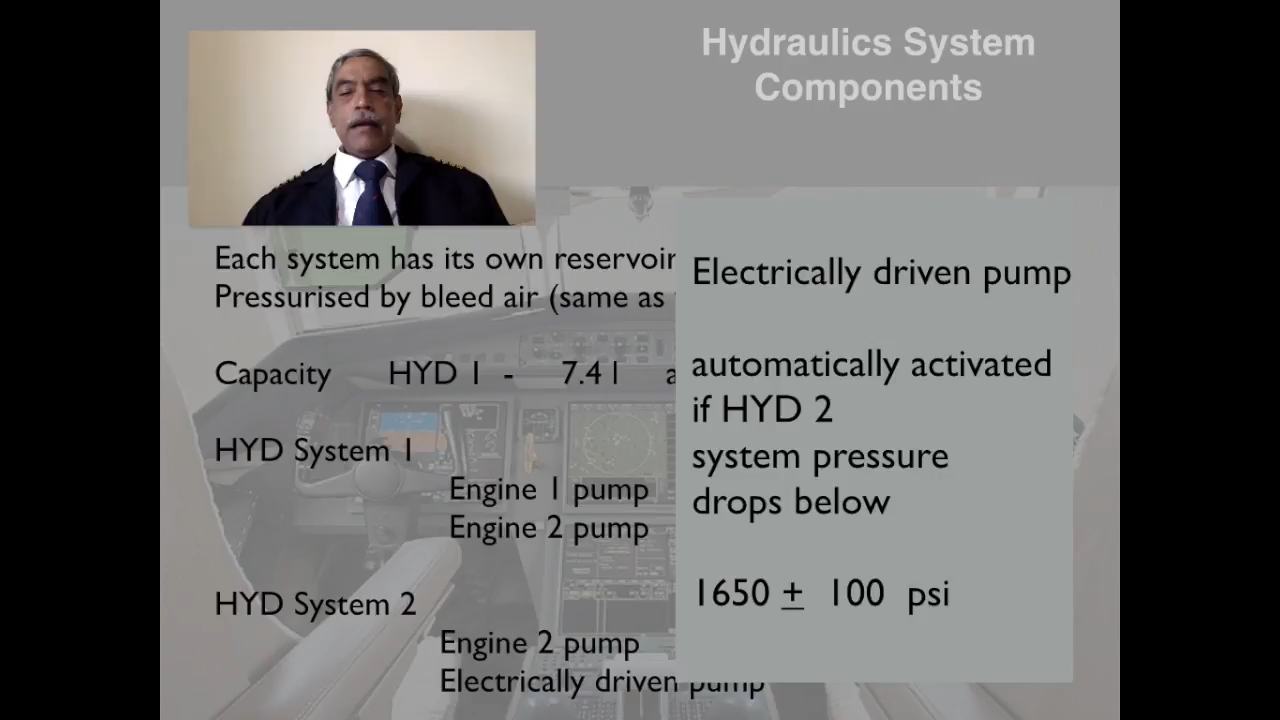 Hydraulics System
Components
Each system has its own reservoir
Pressurised by bleed air (same as
Capacity HYD 1 - 7.4 l
HYD System 1
Engine 1 pump
Engine 2 pump
HYD System 2
Engine 2 pump
Electrically driven pump
Electrically driven pump
automatically activated
if HYD 2
system pressure
drops below
1650 ± 100 psi